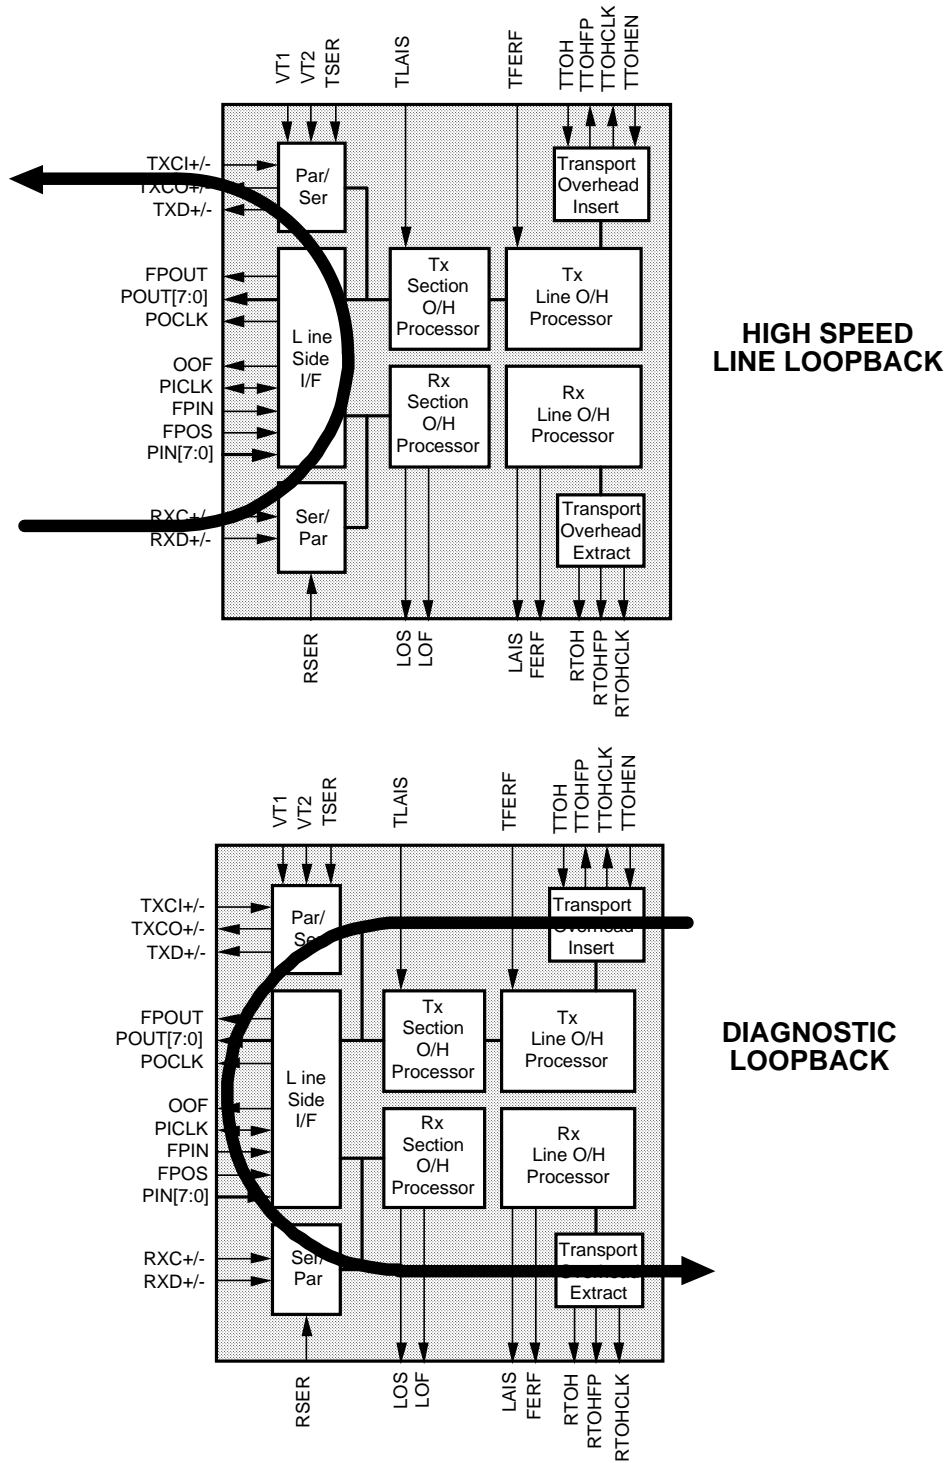 VT1
VT2
TSER
TLAIS
TFERF
TTOH
TTOHFP
TTOHCLK
TTOHEN
TXCI+/-
TXCO+/-
TXD+/-
Par/
Ser
Transport
Overhead
Insert
FPOUT
POUT[7:0]
POCLK
OOF
PICLK
FPIN
FPOS
PIN[7:0]
L ine
Side
I/F
Tx
Section
O/H
Processor
Tx
Line O/H
Processor
Rx
Section
O/H
Processor
Rx
Line O/H
Processor
HIGH SPEED
LINE LOOPBACK
RXC+/-
RXD+/-
Ser/
Par
Transport
Overhead
Extract
RSER
LOS
LOF
LAIS
FERF
RTOH
RTOHFP
RTOHCLK
VT1
VT2
TSER
TLAIS
TFERF
TTOH
TTOHFP
TTOHCLK
TTOHEN
TXCI+/-
TXCO+/-
TXD+/-
Par/
Ser
Transport
Overhead
Insert
FPOUT
POUT[7:0]
POCLK
OOF
PICLK
FPIN
FPOS
PIN[7:0]
L ine
Side
I/F
Tx
Section
O/H
Processor
Tx
Line O/H
Processor
Rx
Section
O/H
Processor
Rx
Line O/H
Processor
DIAGNOSTIC
LOOPBACK
RXC+/-
RXD+/-
Ser/
Par
Transport
Overhead
Extract
RSER
LOS
LOF
LAIS
FERF
RTOH
RTOHFP
RTOHCLK